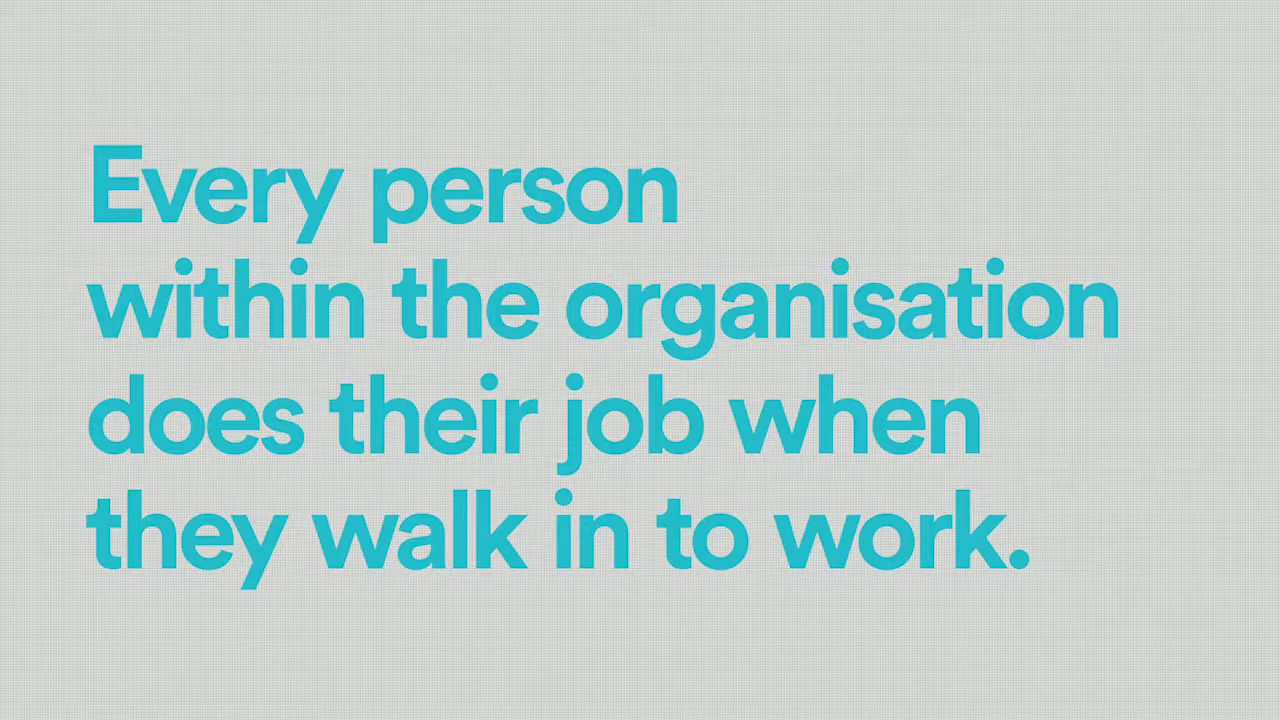 Every person
within the organisation
does their job when
they walk in to work.